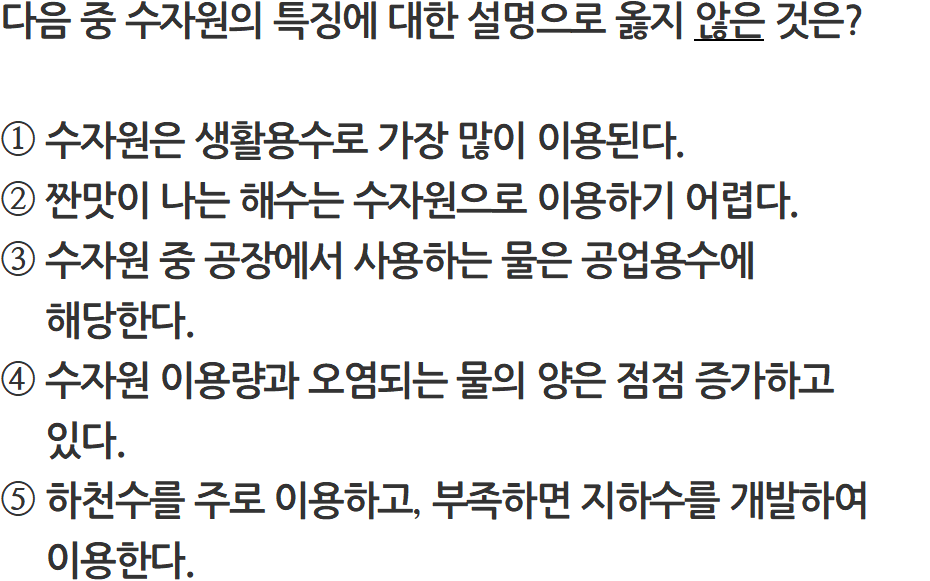 다음 중 수자원의 특징에 대한 설명으로 옳지 않은 것은?
① 수자원은 생활용수로 가장 많이 이용된다.
② 짠맛이 나는 해수는 수자원으로 이용하기 어렵다.
③ 수자원 중 공장에서 사용하는 물은 공업용수에
해당한다.
④ 수자원 이용량과 오염되는 물의 양은 점점 증가하고
있다.
⑤ 하천수를 주로 이용하고, 부족하면 지하수를 개발하여
이용한다.